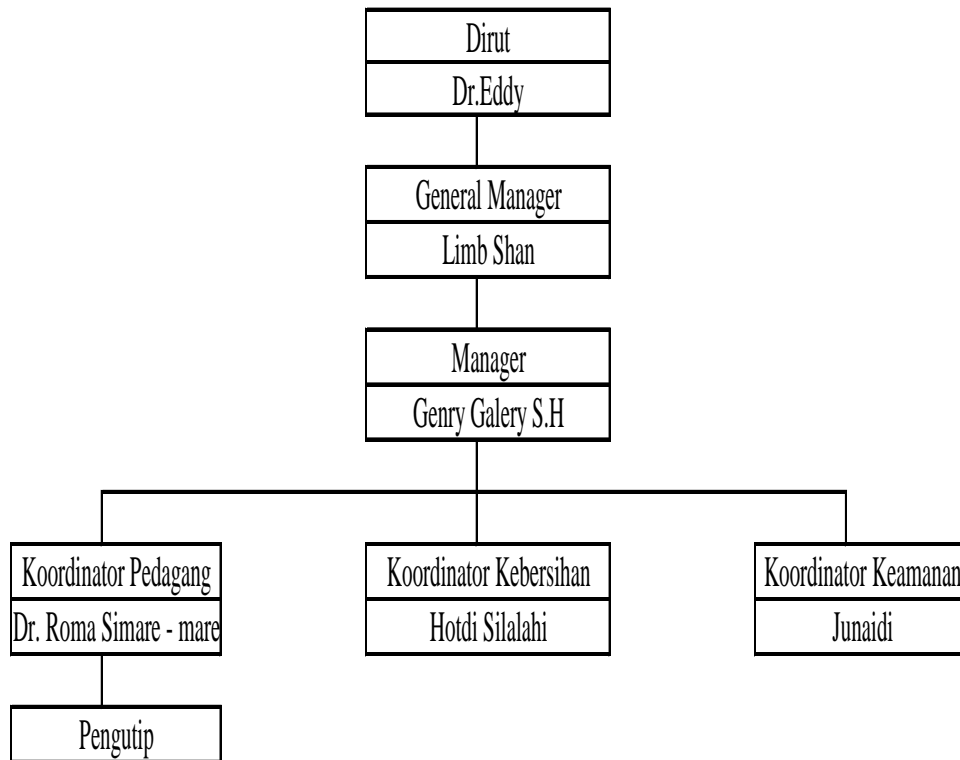 Dirut
Dr.Eddy
General Manager
Limb Shan
Manager
Genry Galery S.H
Koordinator Pedagang
Dr. Roma Simare - mare
Koordinator Kebersihan
Hotdi Silalahi
Koordinator Keamanan
Junaidi
Pengutip